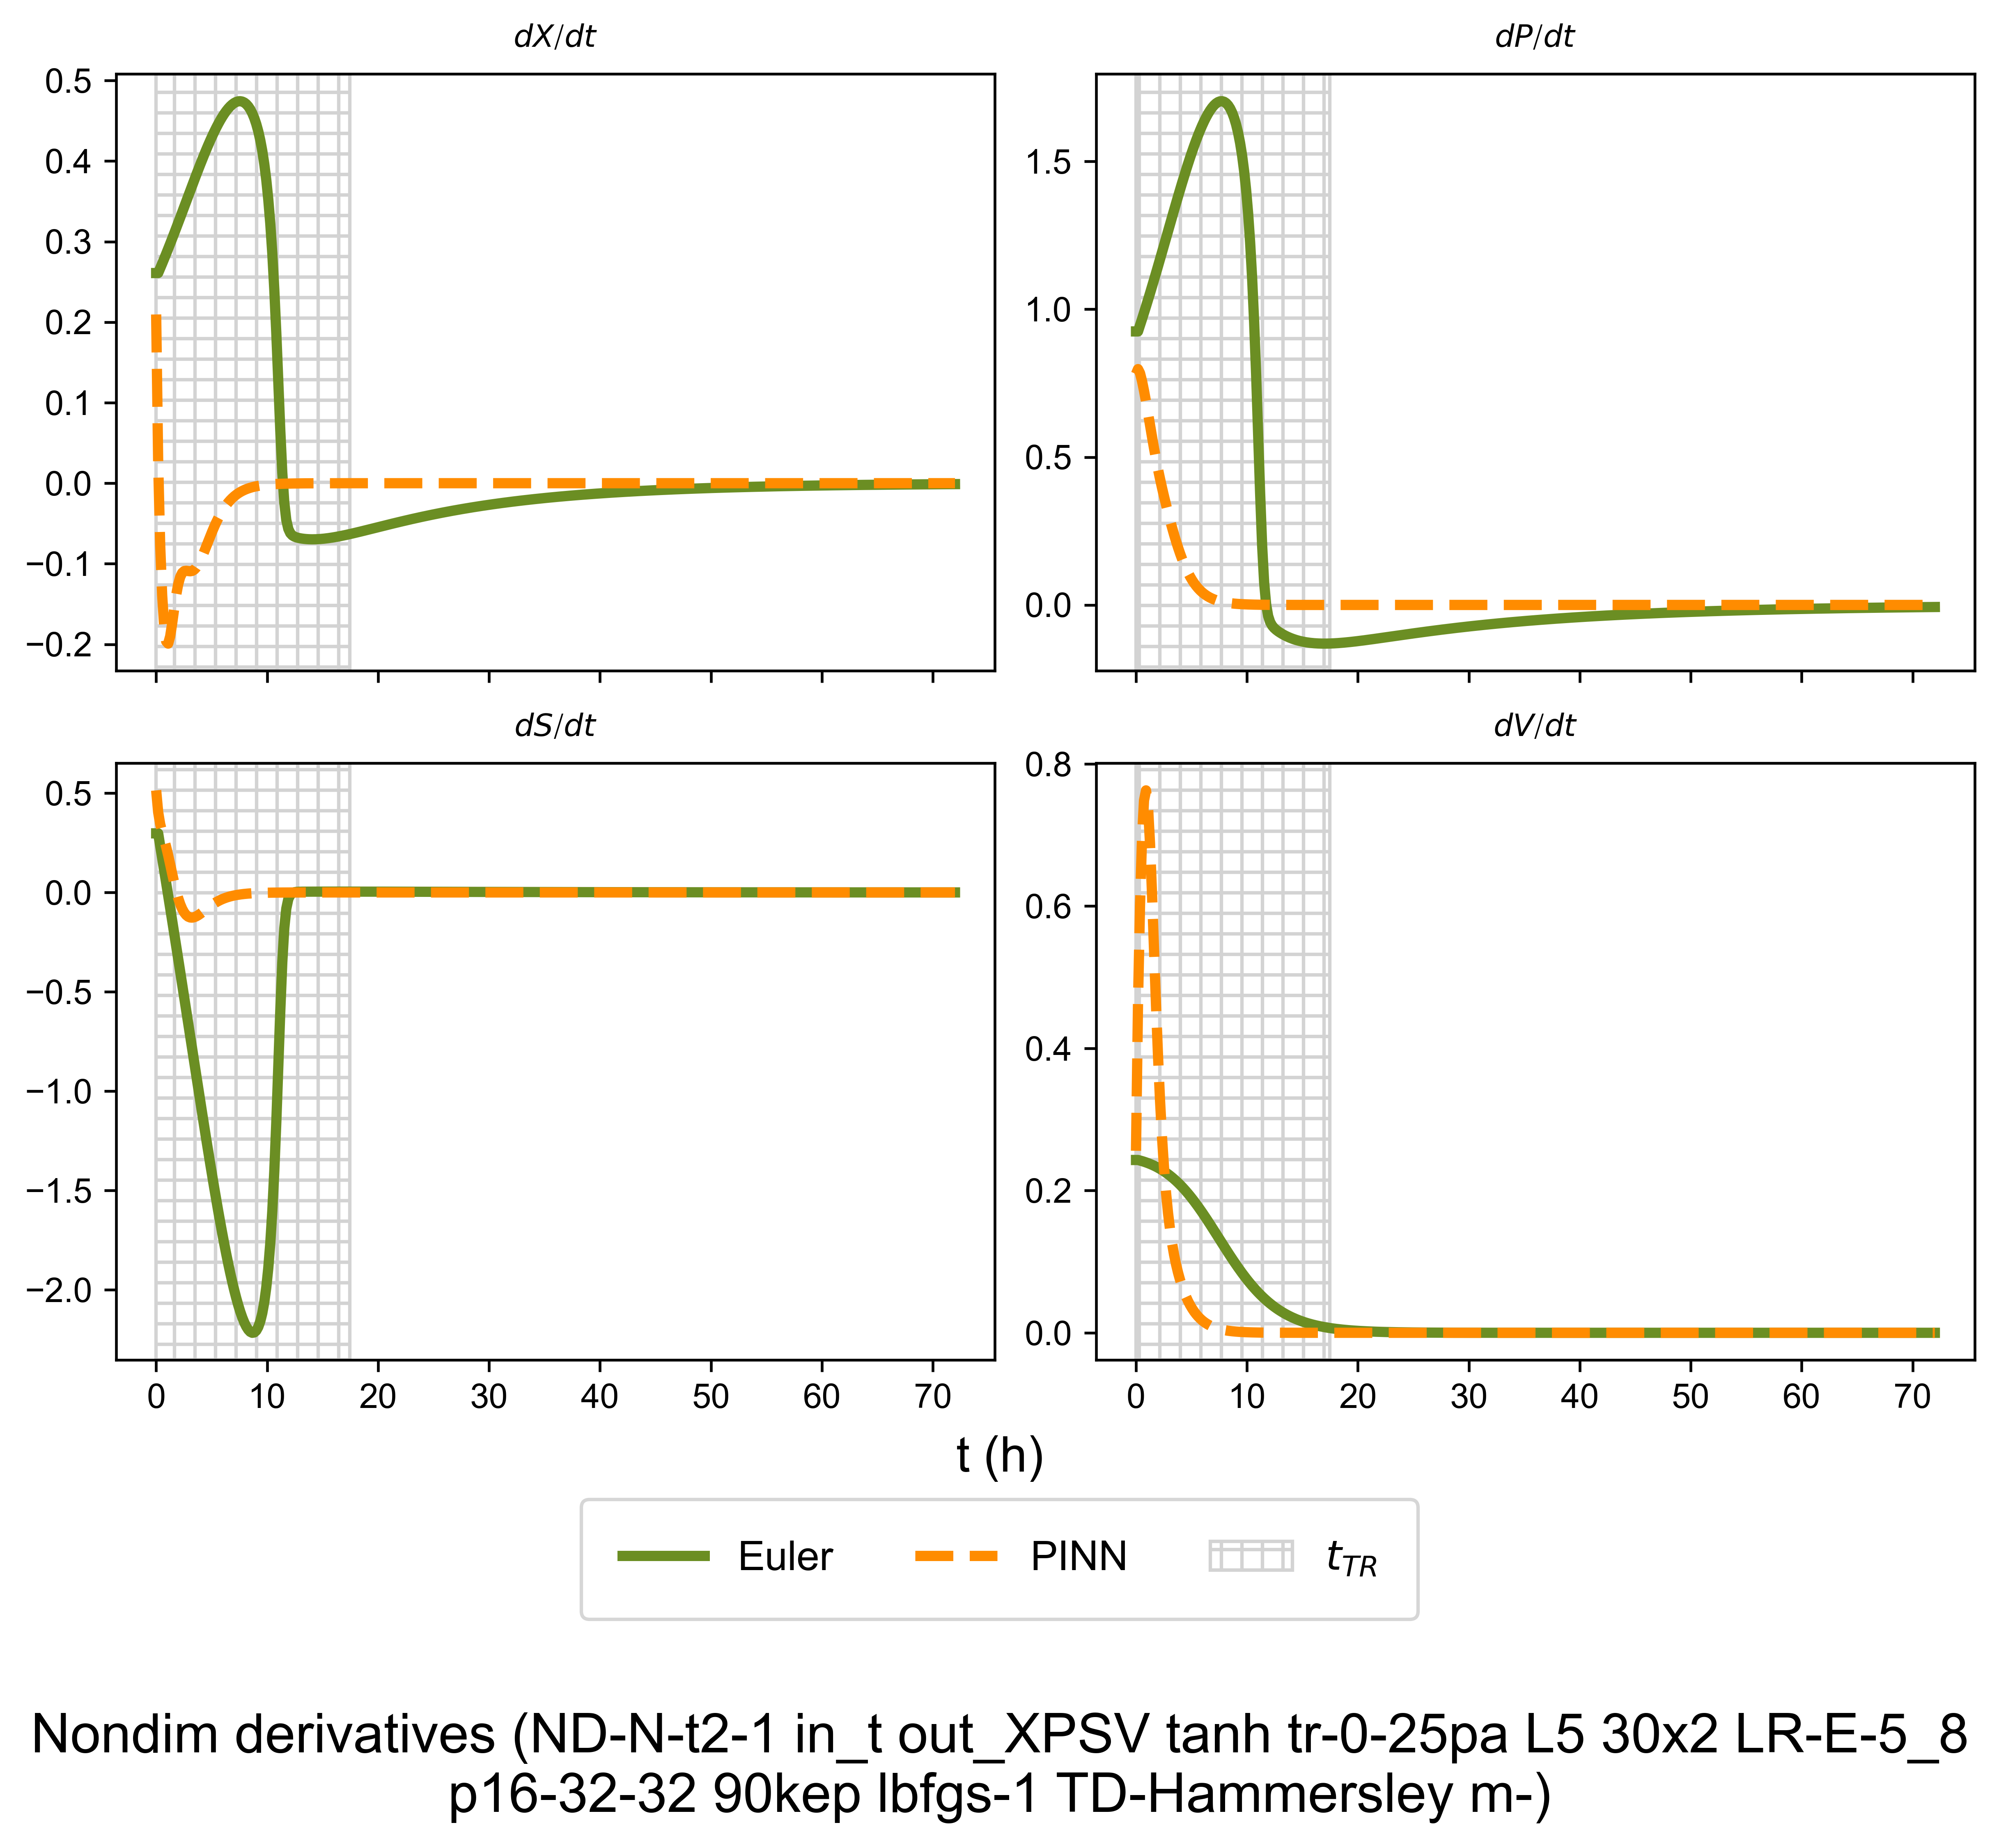 dX/dt
dP/dt
0.5
0.4
0.3
0.2
0.1
0.0
−0.1
−0.2
1.5
1.0
0.5
0.0
dS/dt
dV/dt
0.5
0.0
−0.5
−1.0
−1.5
−2.0
0 10 20 30 40 50 60 70
0.8
0.6
0.4
0.2
0.0
0 10 20 30 40 50 60 70
t (h)
Euler PINN t_TR
Nondim derivatives (ND-N-t2-1 in_t out_XPSV tanh tr-0-25pa L5 30x2 LR-E-5_8
p16-32-32 90kep lbfgs-1 TD-Hammersley m-)